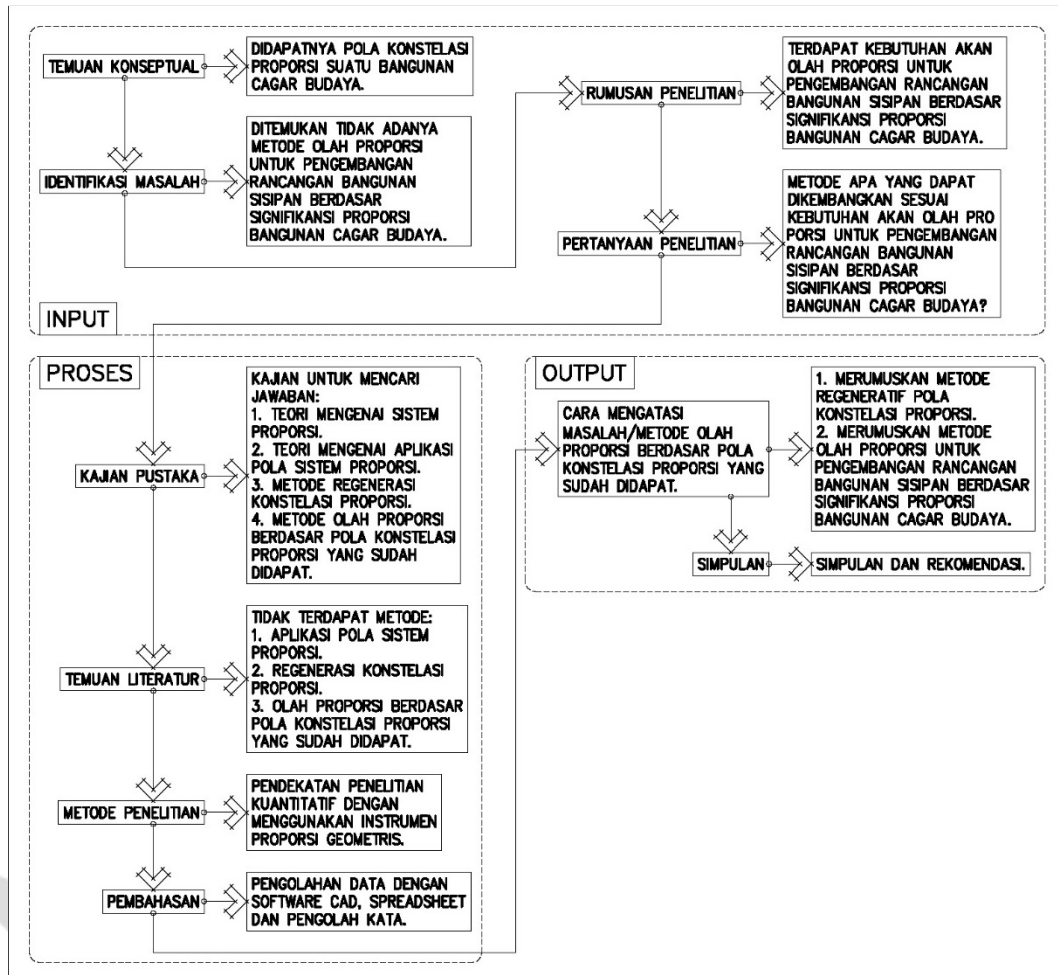 TEMUAN KONSEPTUAL
DIDAPATNYA POLA KONSTELASI
PROPORSI SUATU BANGUNAN
CAGAR BUDAYA.
IDENTIFIKASI MASALAH
DITEMUKAN TIDAK ADANYA
METODE OLAH PROPORSI
UNTUK PENGEMBANGAN
RANCANGAN BANGUNAN
SISIPAN BERDASAR
SIGNIFIKANSI PROPORSI
BANGUNAN CAGAR BUDAYA.
RUMUSAN PENELITIAN
TERDAPAT KEBUTUHAN AKAN
OLAH PROPORSI UNTUK
PENGEMBANGAN RANCANGAN
BANGUNAN SISIPAN BERDASAR
SIGNIFIKANSI PROPORSI
BANGUNAN CAGAR BUDAYA.
PERTANYAAN PENELITIAN
METODE APA YANG DAPAT
DIKEMBANGKAN SESUAI
KEBUTUHAN AKAN OLAH PRO
PORSI UNTUK PENGEMBANGAN
RANCANGAN BANGUNAN
SISIPAN BERDASAR
SIGNIFIKANSI PROPORSI
BANGUNAN CAGAR BUDAYA?
INPUT
PROSES
KAJIAN PUSTAKA
KAJIAN UNTUK MENCARI
JAWABAN:
1. TEORI MENGENAI SISTEM
PROPORSI.
2. TEORI MENGENAI APLIKASI
POLA SISTEM PROPORSI.
3. METODE REGENERASI
KONSTELASI PROPORSI.
4. METODE OLAH PROPORSI
BERDASAR POLA KONSTELASI
PROPORSI YANG SUDAH
DIDAPAT.
TEMUAN LITERATUR
TIDAK TERDAPAT METODE:
1. APLIKASI POLA SISTEM
PROPORSI.
2. REGENERASI KONSTELASI
PROPORSI.
3. OLAH PROPORSI BERDASAR
POLA KONSTELASI PROPORSI
YANG SUDAH DIDAPAT.
METODE PENELITIAN
PENDEKATAN PENELITIAN
KUANTITATIF DENGAN
MENGGUNAKAN INSTRUMEN
PROPORSI GEOMETRIS.
PEMBAHASAN
PENGOLAHAN DATA DENGAN
SOFTWARE CAD, SPREADSHEET
DAN PENGOLAH KATA.
OUTPUT
CARA MENGATASI
MASALAH/METODE OLAH
PROPORSI BERDASAR POLA
KONSTELASI PROPORSI YANG
SUDAH DIDAPAT.
1. MERUMUSKAN METODE
REGENERATIF POLA
KONSTELASI PROPORSI.
2. MERUMUSKAN METODE
OLAH PROPORSI UNTUK
PENGEMBANGAN RANCANGAN
BANGUNAN SISIPAN BERDASAR
SIGNIFIKANSI PROPORSI
BANGUNAN CAGAR BUDAYA.
SIMPULAN
SIMPULAN DAN REKOMENDASI.